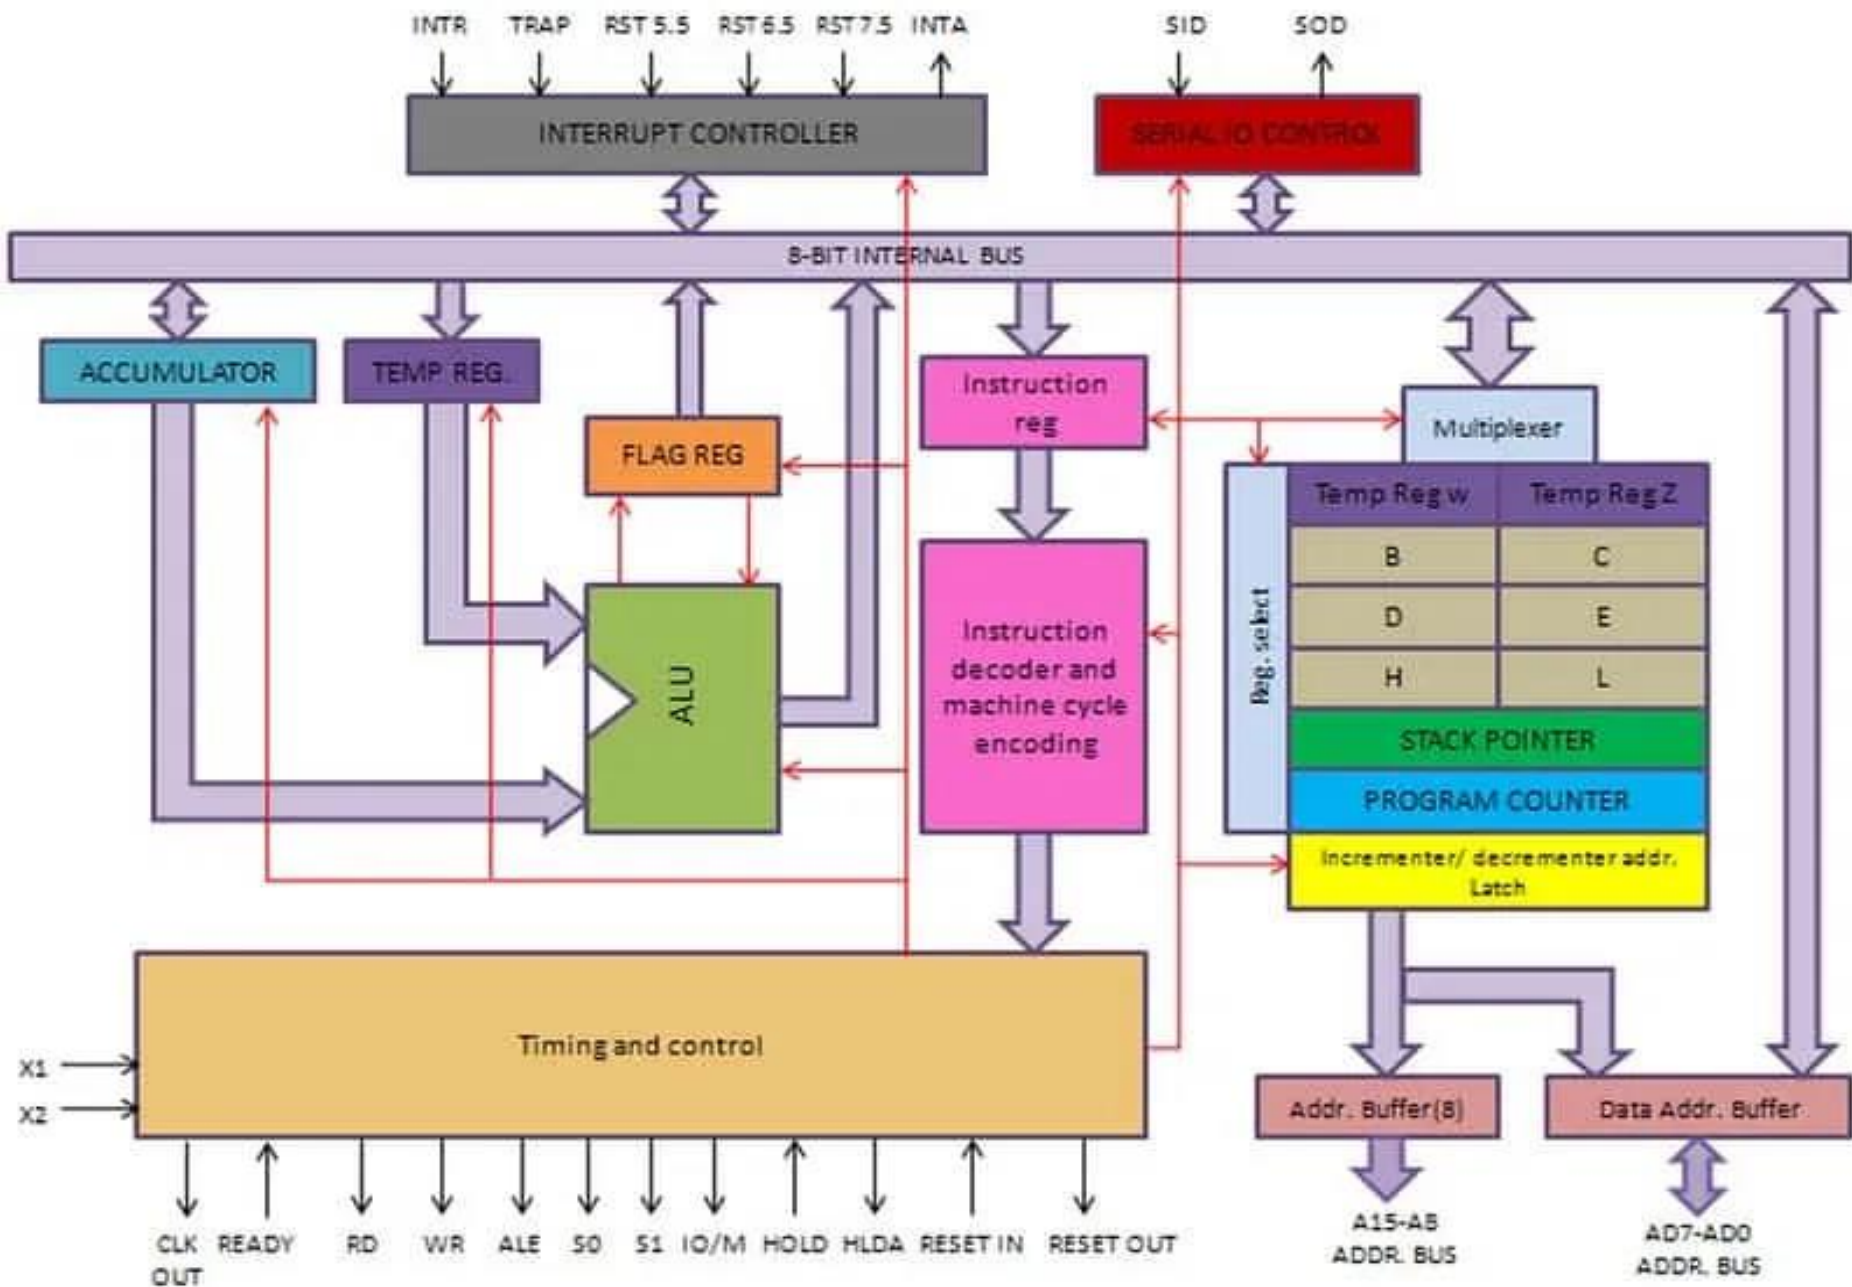 INTR TRAP RST 5.5 RST 6.5 RST 7.5 INTA SID SOD
INTERRUPT CONTROLLER
SERIAL IO CONTROL
8-BIT INTERNAL BUS
ACCUMULATOR
TEMP REG.
FLAG REG
ALU
Instruction
reg
Instruction
decoder and
machine cycle
encoding
Multiplexer
Reg. select
Temp Reg w Temp Reg Z
B C
D E
H L
STACK POINTER
PROGRAM COUNTER
Incrementer/ decrementer addr.
Latch
Timing and control
X1
X2
Addr. Buffer(8)
Data Addr. Buffer
CLK
OUT
READY RD WR ALE S0 S1 IO/M HOLD HLDA RESET IN RESET OUT
A15-A8
ADDR. BUS
AD7-AD0
ADDR. BUS